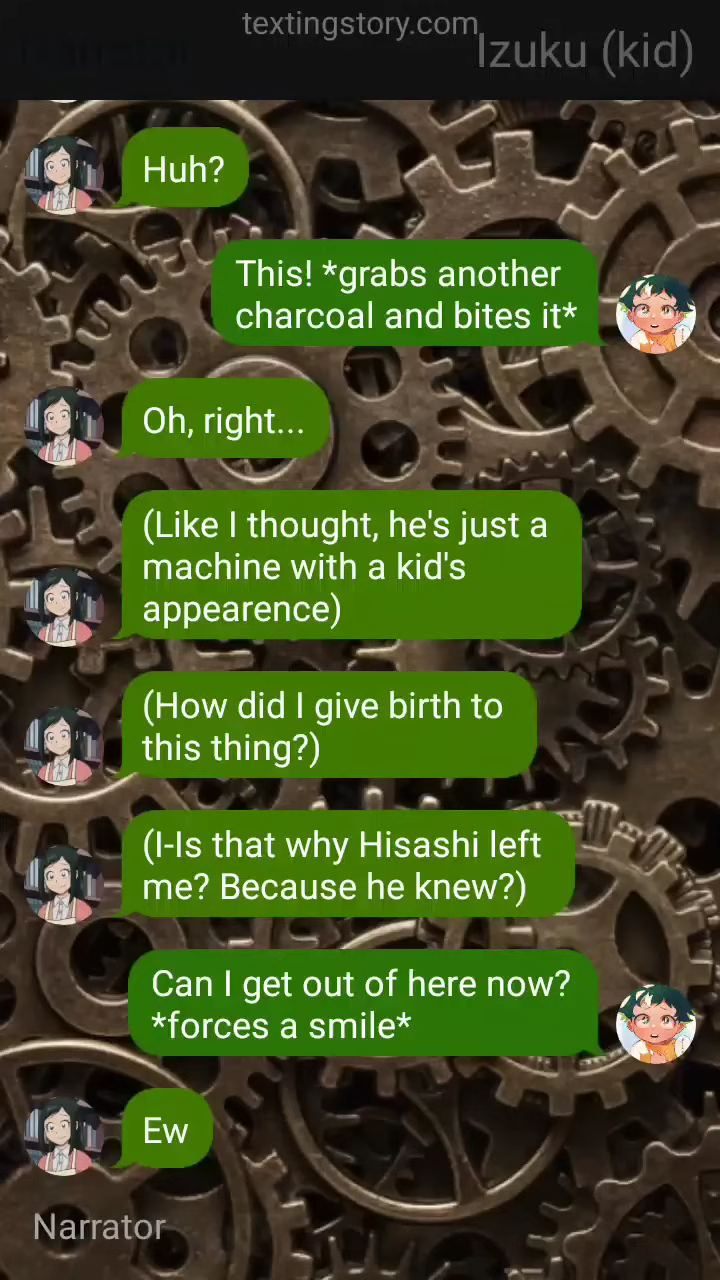 textingstory.com
Izuku (kid)
Huh?
This! *grabs another
charcoal and bites it*
Oh, right...
(Like I thought, he's just a
machine with a kid's
appearence)
(How did I give birth to
this thing?)
(I-Is that why Hisashi left
me? Because he knew?)
Can I get out of here now?
*forces a smile*
Ew
Narrator